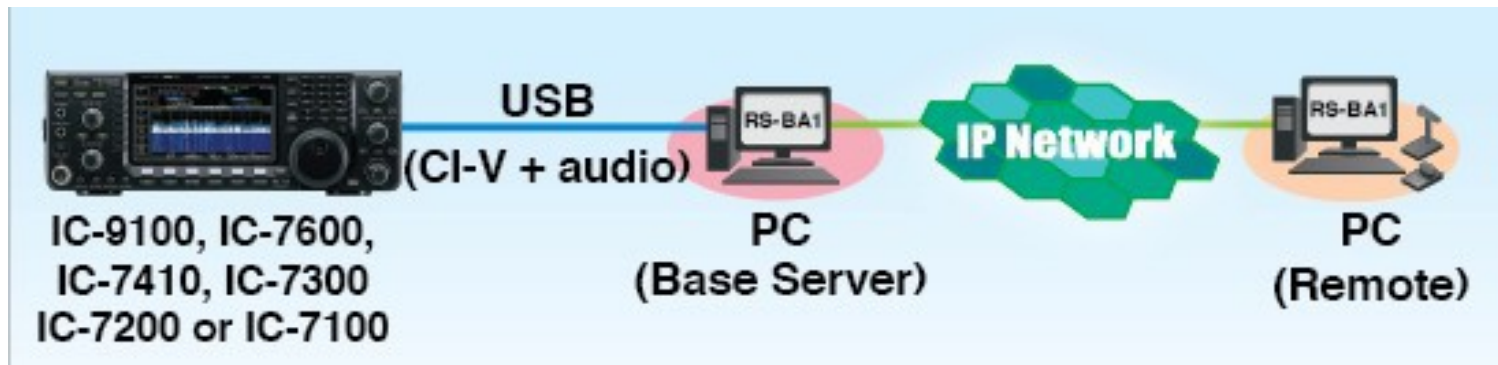 USB
(CI-V + audio)
IC-9100, IC-7600,
IC-7410, IC-7300
IC-7200 or IC-7100
RS-BA1
PC
(Base Server)
IP Network
RS-BA1
PC
(Remote)